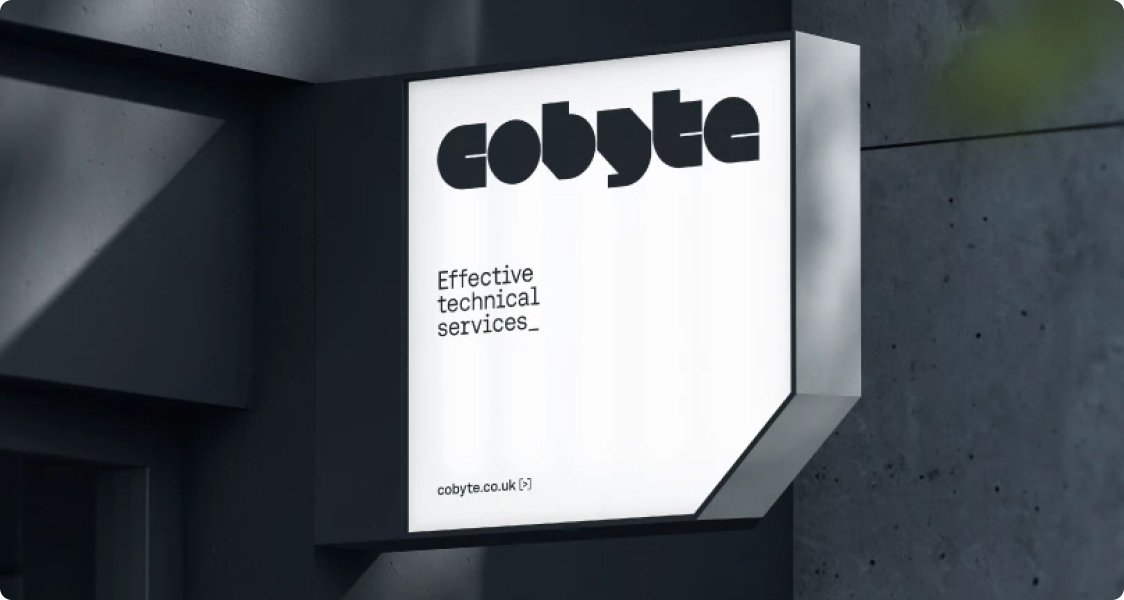 cobyte
Effective
technical
services_
cobyte.co.uk [>]